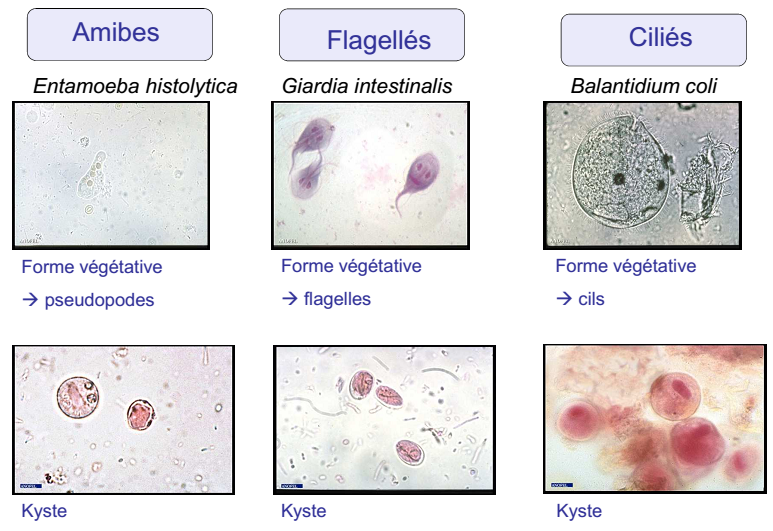 Amibes
Flagellés
Ciliés
Entamoeba histolytica
Giardia intestinalis
Balantidium coli
Forme végétative
→ pseudopodes
Forme végétative
→ flagelles
Forme végétative
→ cils
Kyste
Kyste
Kyste